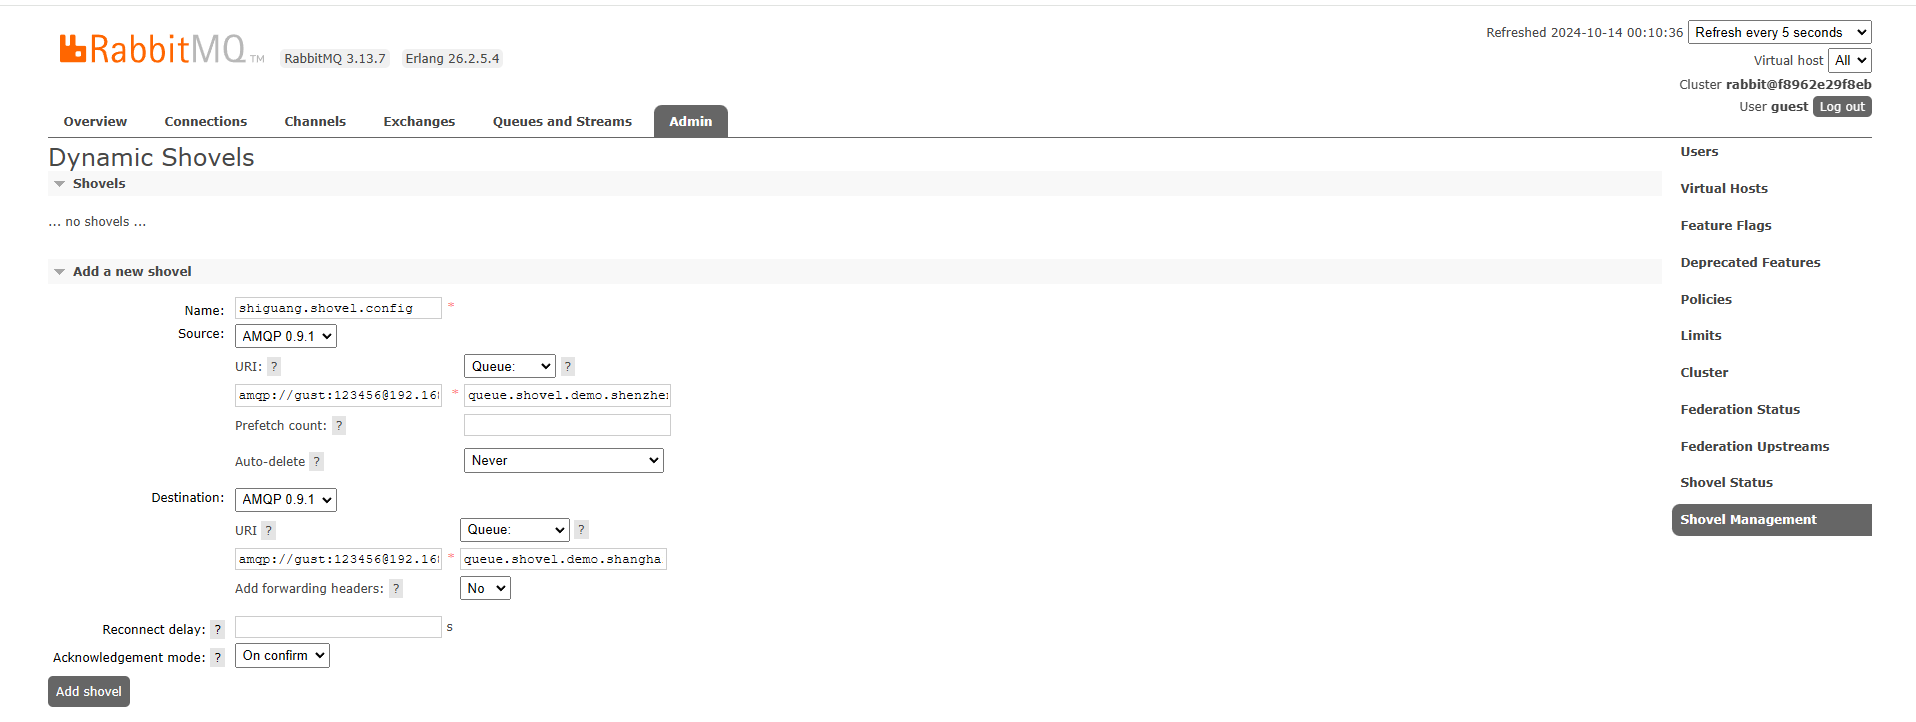 RabbitMQ TM RabbitMQ 3.13.7 Erlang 26.2.5.4
Refreshed 2024-10-14 00:10:36 Refresh every 5 seconds
Virtual host All
Cluster rabbit@f8962e29f8eb
User guest Log out
Overview Connections Channels Exchanges Queues and Streams Admin
Dynamic Shovels
Shovels
... no shovels ...
Add a new shovel
Name: shiguang.shovel.config *
Source: AMQP 0.9.1
URI: ? Queue: ?
amqp://gust:123456@192.16 * queue.shovel.demo.shenzhe
Prefetch count: ?
Auto-delete ? Never
Destination: AMQP 0.9.1
URI ? Queue: ?
amqp://gust:123456@192.16 * queue.shovel.demo.shangha
Add forwarding headers: ? No
Reconnect delay: ? s
Acknowledgement mode: ? On confirm
Add shovel
Users
Virtual Hosts
Feature Flags
Deprecated Features
Policies
Limits
Cluster
Federation Status
Federation Upstreams
Shovel Status
Shovel Management